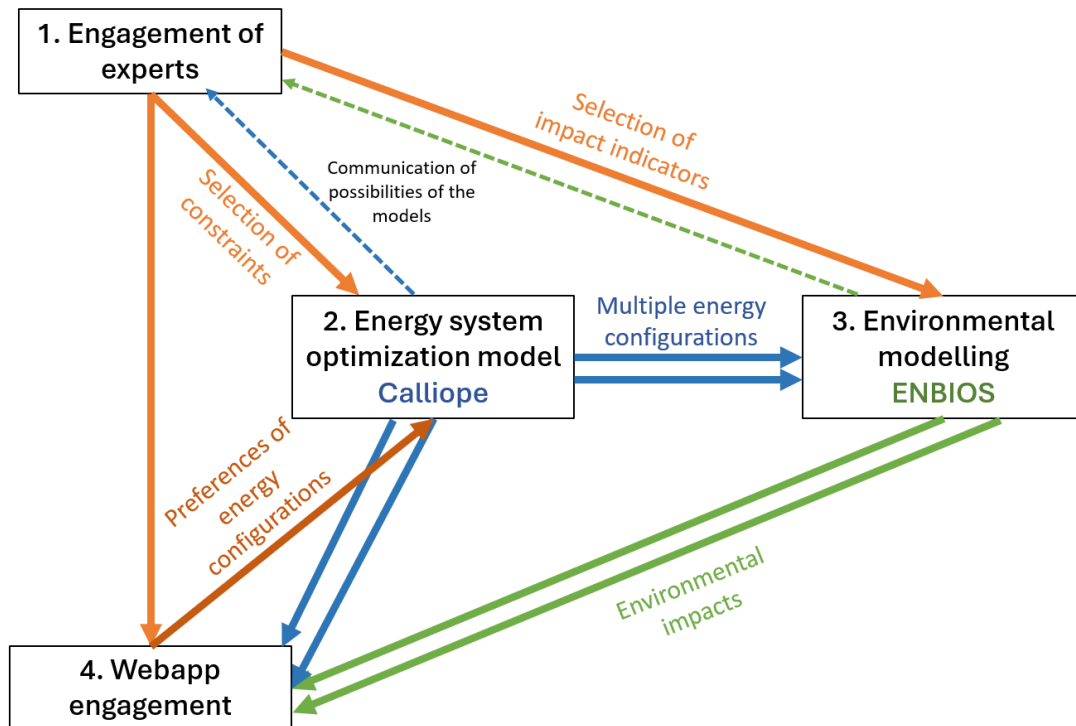 1. Engagement of
experts
Selection of
impact indicators
Communication of
possibilities of the
models
Selection of
constraints
2. Energy system
optimization model
Calliope
Multiple energy
configurations
3. Environmental
modelling
ENBIOS
Preferences of
energy
configurations
Environmental
impacts
4. Webapp
engagement